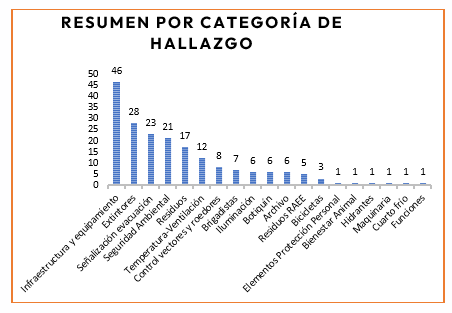 RESUMEN POR CATEGORÍA DE
HALLAZGO
50
45
40
35
30
25
20
15
10
5
0
46
28
23
21
17
12
8
7
6
6
6
5
3
1
1
1
1
1
1
Infraestructura y equipamiento
Extintores
Señalización evacuación
Seguridad Ambiental
Residuos
Temperatura-Ventilación
Control vectores y roedores
Brigadistas
Iluminación
Botiquín
Archivo
Residuos RAEE
Bicicletas
Elementos Protección Personal
Bienestar Animal
Hidrantes
Maquinaria
Cuarto frio
Funciones